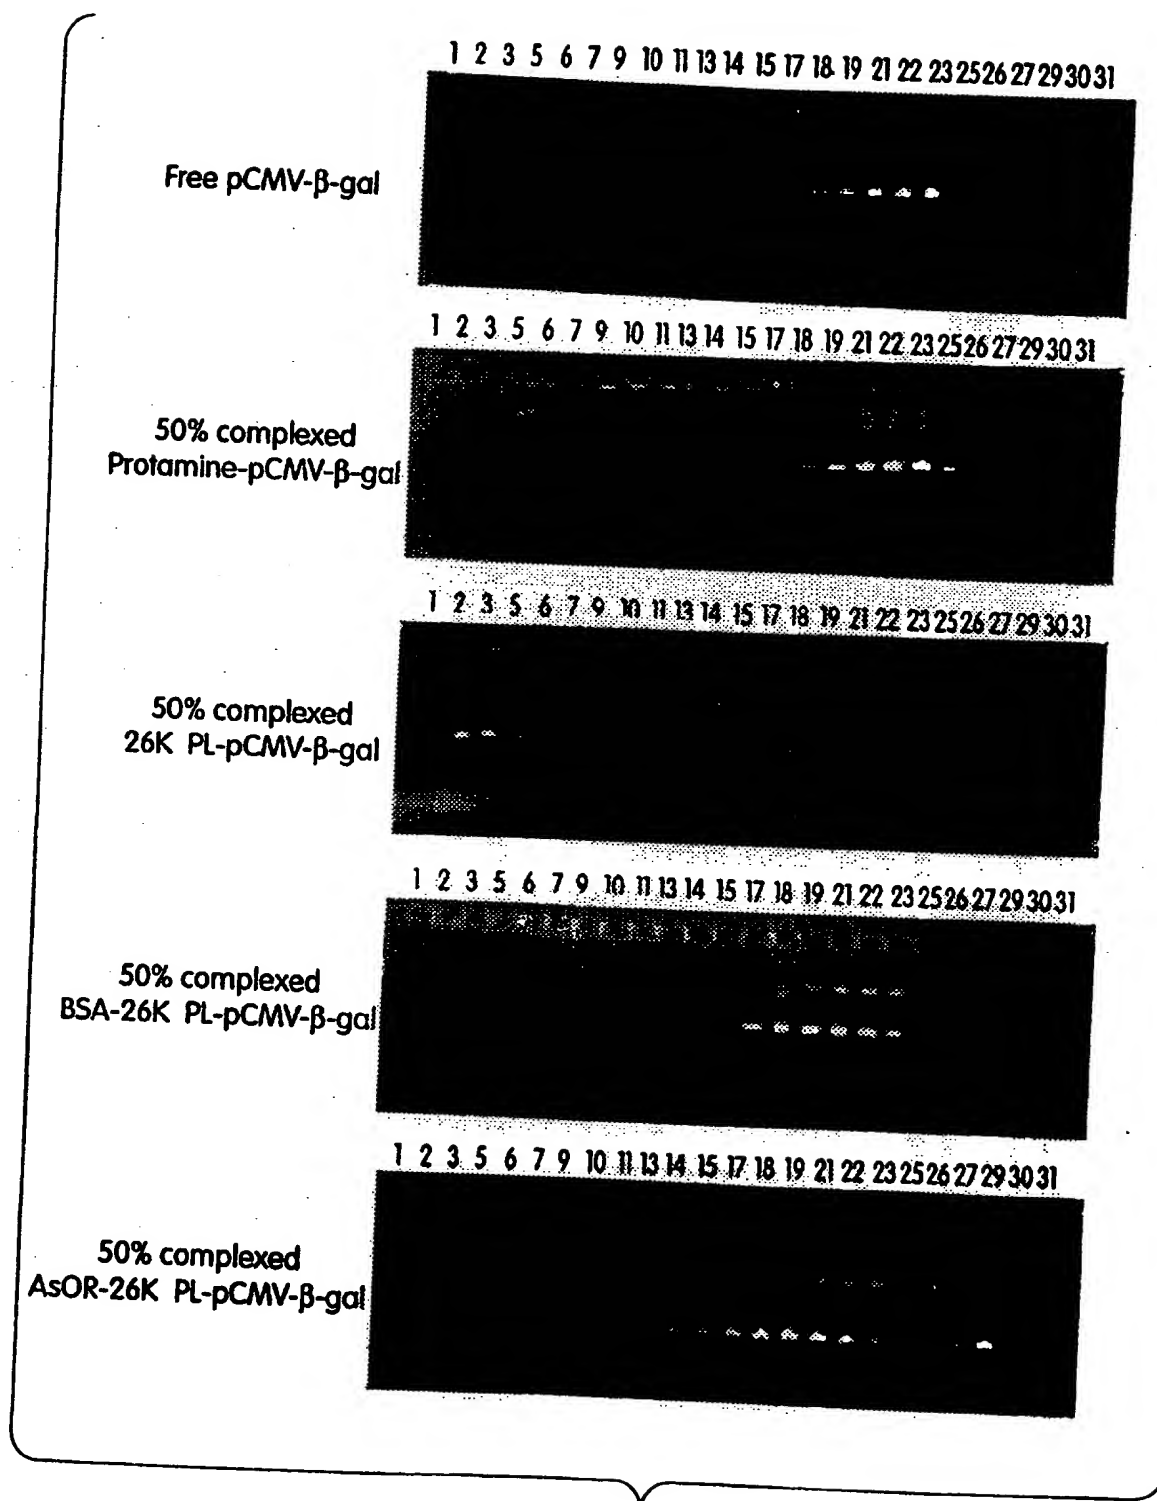 1 2 3 5 6 7 9 10 11 13 14 15 17 18 19 21 22 23 25 26 27 29 30 31
Free pCMV-β-gal
1 2 3 5 6 7 9 10 11 13 14 15 17 18 19 21 22 23 25 26 27 29 30 31
50% complexed
Protamine-pCMV-β-gal
1 2 3 5 6 7 9 10 11 13 14 15 17 18 19 21 22 23 25 26 27 29 30 31
50% complexed
26K PL-pCMV-β-gal
1 2 3 5 6 7 9 10 11 13 14 15 17 18 19 21 22 23 25 26 27 29 30 31
50% complexed
BSA-26K PL-pCMV-β-gal
1 2 3 5 6 7 9 10 11 13 14 15 17 18 19 21 22 23 25 26 27 29 30 31
50% complexed
AsOR-26K PL-pCMV-β-gal